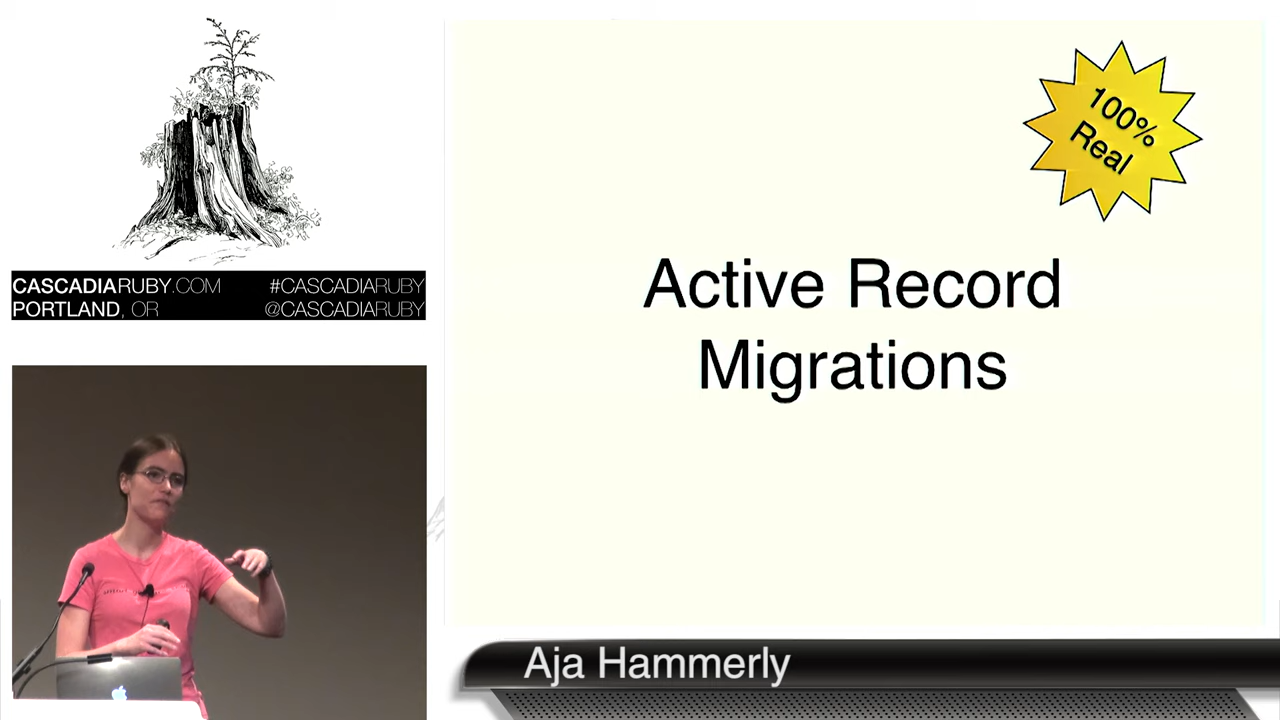 100%
Real
Active Record
Migrations
CASCADIARUBY.COM #CASCADIARUBY
PORTLAND, OR @CASCADIARUBY
Aja Hammerly